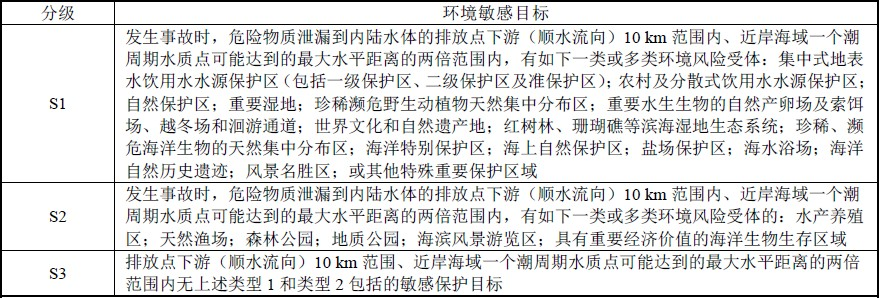 分级 环境敏感目标
S1
发生事故时，危险物质泄漏到内陆水体的排放点下游（顺水流向）10 km 范围内、近岸海域一个潮
周期水质点可能达到的最大水平距离的两倍范围内，有如下一类或多类环境风险受体：集中式地表
水饮用水水源保护区（包括一级保护区、二级保护区及准保护区）；农村及分散式饮用水水源保护区；
自然保护区；重要湿地；珍稀濒危野生动植物天然集中分布区；重要水生生物的自然产卵场及索饵
场、越冬场和洄游通道；世界文化和自然遗产地；红树林、珊瑚礁等滨海湿地生态系统；珍稀、濒
危海洋生物的天然集中分布区；海洋特别保护区；海上自然保护区；盐场保护区；海水浴场；海洋
自然历史遗迹；风景名胜区；或其他特殊重要保护区域
S2
发生事故时，危险物质泄漏到内陆水体的排放点下游（顺水流向）10 km 范围内、近岸海域一个潮
周期水质点可能达到的最大水平距离的两倍范围内，有如下一类或多类环境风险受体的：水产养殖
区；天然渔场；森林公园；地质公园；海滨风景游览区；具有重要经济价值的海洋生物生存区域
S3
排放点下游（顺水流向）10 km 范围、近岸海域一个潮周期水质点可能达到的最大水平距离的两倍
范围内无上述类型 1 和类型 2 包括的敏感保护目标